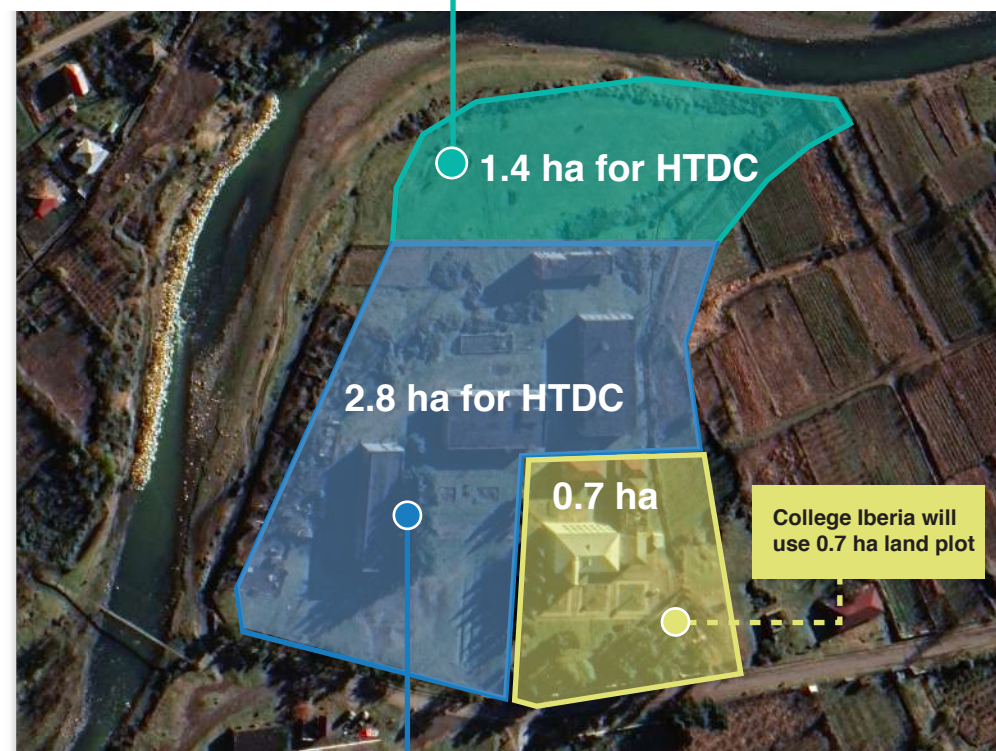 1.4 ha for HTDC
2.8 ha for HTDC
0.7 ha
College Iberia will
use 0.7 ha land plot